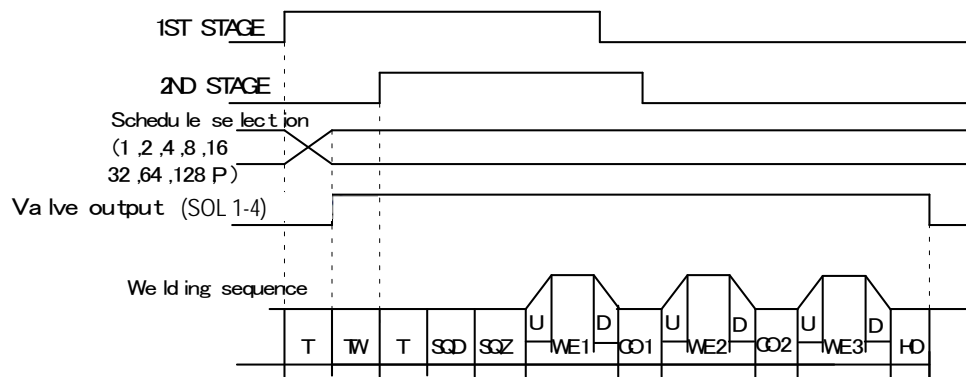 1ST STAGE
2ND STAGE
Schedule selection
(1,2,4,8,16
32,64,128,P)
Valve output (SOL 1-4)
Welding sequence
U D U D U D
T TW T SQD SQZ WE1 CO1 WE2 CO2 WE3 HO